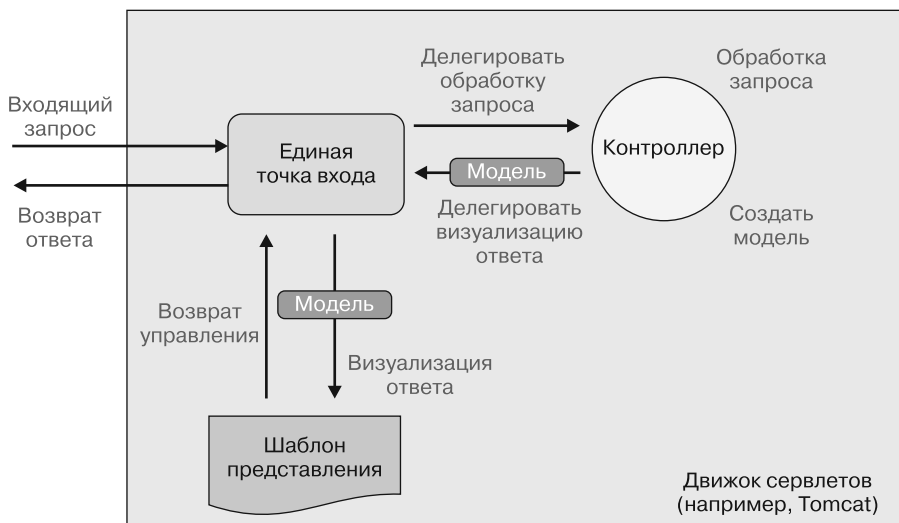 Входящий
запрос
Возврат
ответа
Единая
точка входа
Делегировать
обработку
запроса
Модель
Делегировать
визуализацию
ответа
Обработка
запроса
Контроллер
Создать
модель
Возврат
управления
Модель
Визуализация
ответа
Шаблон
представления
Движок сервлетов
(например, Tomcat)